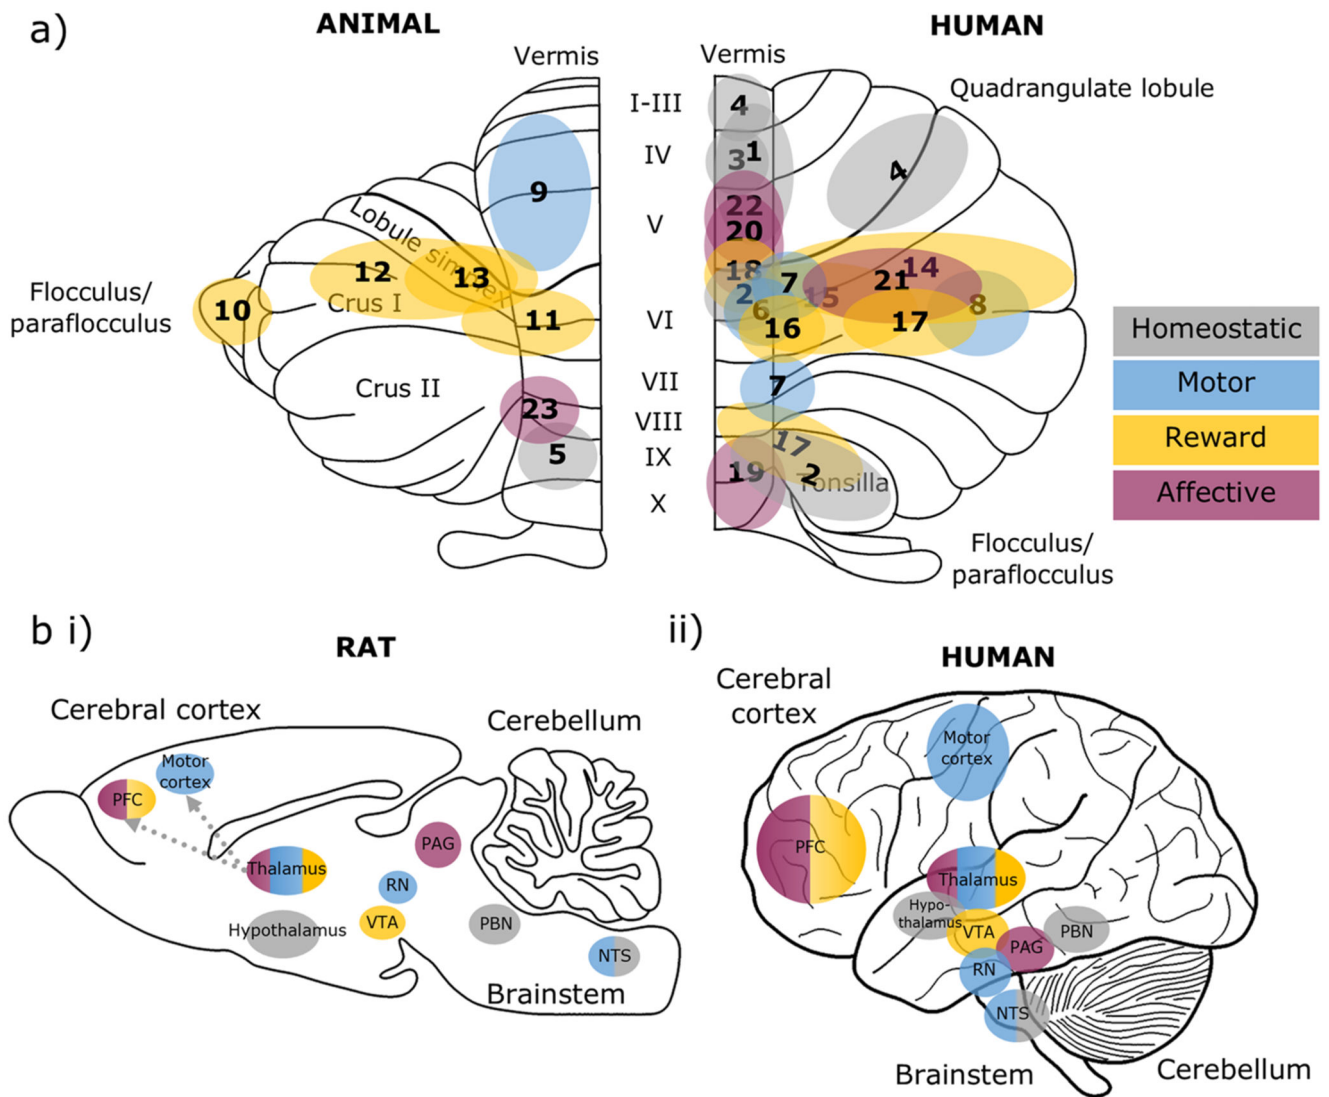 a)
ANIMAL
HUMAN
Vermis
Vermis
Quadrangulate lobule
I-III
IV
V
VI
VII
VIII
IX
X
Lobule simplex
Crus I
Crus II
Flocculus/
paraflocculus
9
12
13
10
11
23
5
4
3
1
4
22
20
18
7
2
6
15
14
21
8
16
17
7
17
19
2
Tonsilla
Flocculus/
paraflocculus
Homeostatic
Motor
Reward
Affective
b i)
RAT
Cerebral cortex
Cerebellum
Motor
cortex
PFC
PAG
Thalamus
RN
Hypothalamus
VTA
PBN
NTS
Brainstem
ii)
HUMAN
Cerebral
cortex
Motor
cortex
PFC
Thalamus
Hypo-
thalamus
VTA
PAG
PBN
RN
NTS
Brainstem
Cerebellum